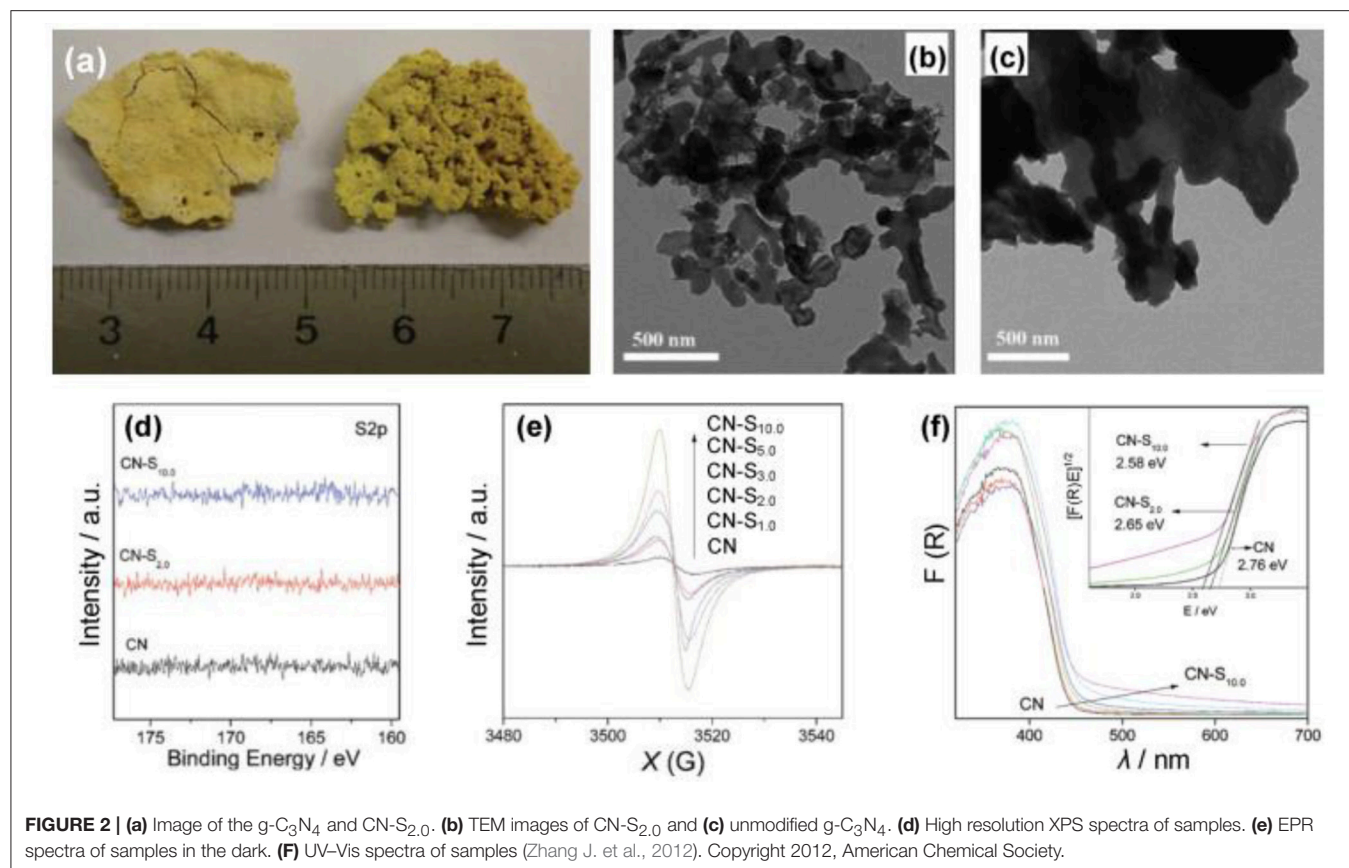 (a)
3 4 5 6 7
(b)
500 nm
(c)
500 nm
(d)
S2p
CN-S10.0
CN-S2.0
CN
Intensity / a.u.
175 170 165 160
Binding Energy / eV
(e)
CN-S10.0
CN-S5.0
CN-S3.0
CN-S2.0
CN-S1.0
CN
Intensity / a.u.
3480 3500 3520 3540
X (G)
(f)
F (R)
[F(R)E]1/2
CN-S10.0
2.58 eV
CN-S2.0
2.65 eV
CN
2.76 eV
2.0 2.5 3.0
E / eV
CN-S10.0
CN
400 500 600 700
λ / nm
FIGURE 2 | (a) Image of the g-C3N4 and CN-S2.0. (b) TEM images of CN-S2.0 and (c) unmodified g-C3N4. (d) High resolution XPS spectra of samples. (e) EPR
spectra of samples in the dark. (F) UV–Vis spectra of samples (Zhang J. et al., 2012). Copyright 2012, American Chemical Society.